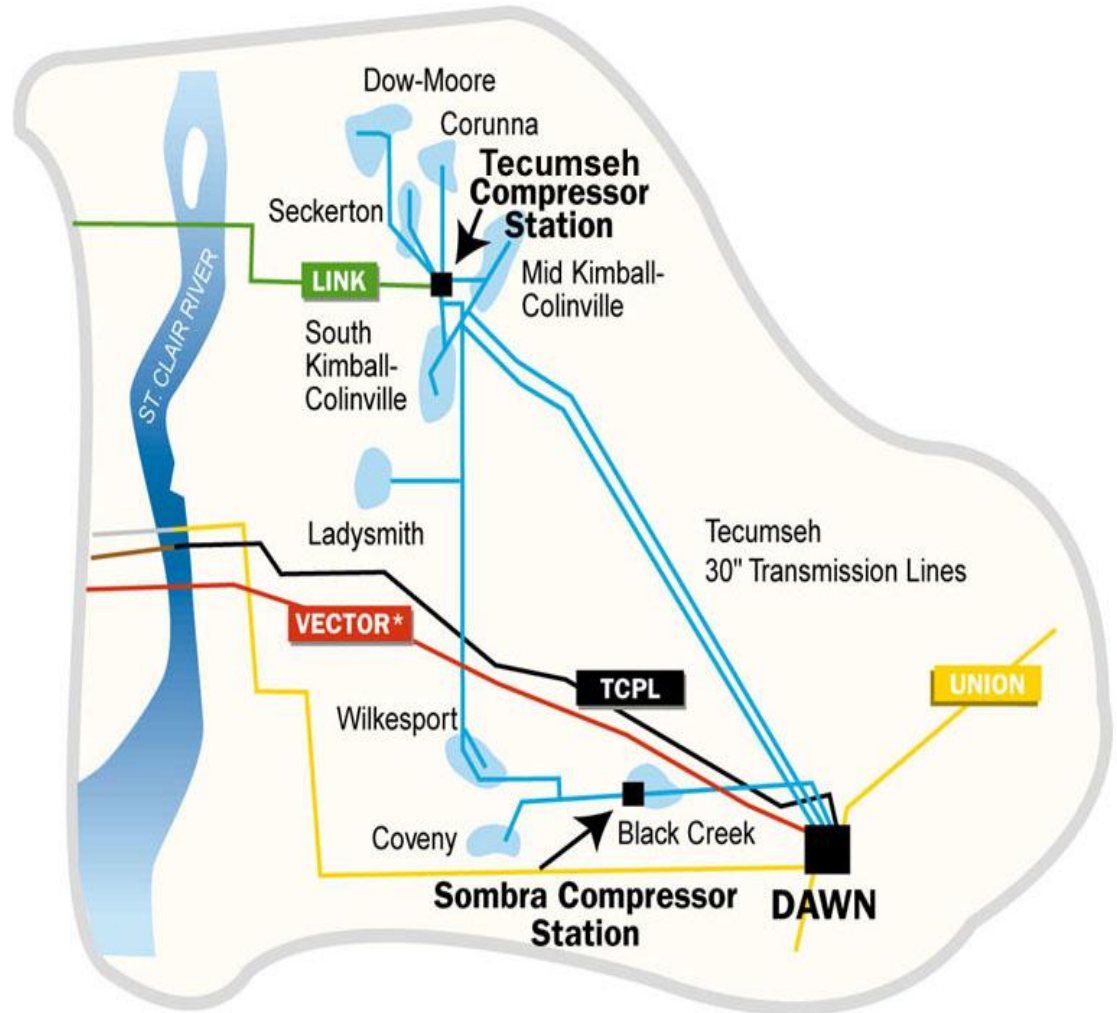 Dow-Moore
Corunna
Tecumseh
Compressor
Station
Seckerton
ST. CLAIR RIVER
LINK
Mid Kimball-
Colinville
South
Kimball-
Colinville
Ladysmith
Tecumseh
30" Transmission Lines
VECTOR*
TCPL
UNION
Wilkesport
Coveny
Black Creek
Sombra Compressor
Station
DAWN